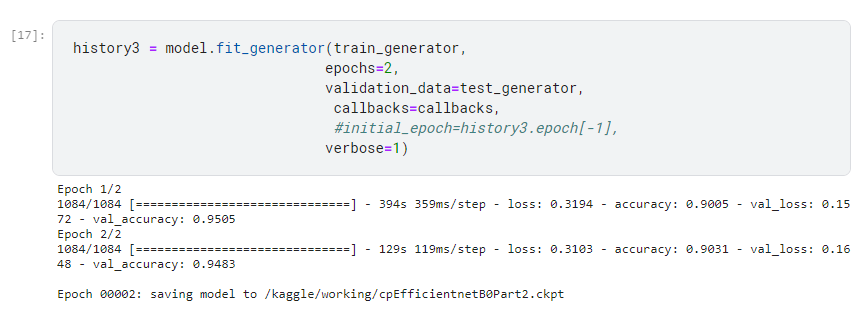 [17]:
history3 = model.fit_generator(train_generator,
epochs=2,
validation_data=test_generator,
callbacks=callbacks,
#initial_epoch=history3.epoch[-1],
verbose=1)
Epoch 1/2
1084/1084 [==============================] - 394s 359ms/step - loss: 0.3194 - accuracy: 0.9005 - val_loss: 0.15
72 - val_accuracy: 0.9505
Epoch 2/2
1084/1084 [==============================] - 129s 119ms/step - loss: 0.3103 - accuracy: 0.9031 - val_loss: 0.16
48 - val_accuracy: 0.9483
Epoch 00002: saving model to /kaggle/working/cpEfficientnetB0Part2.ckpt